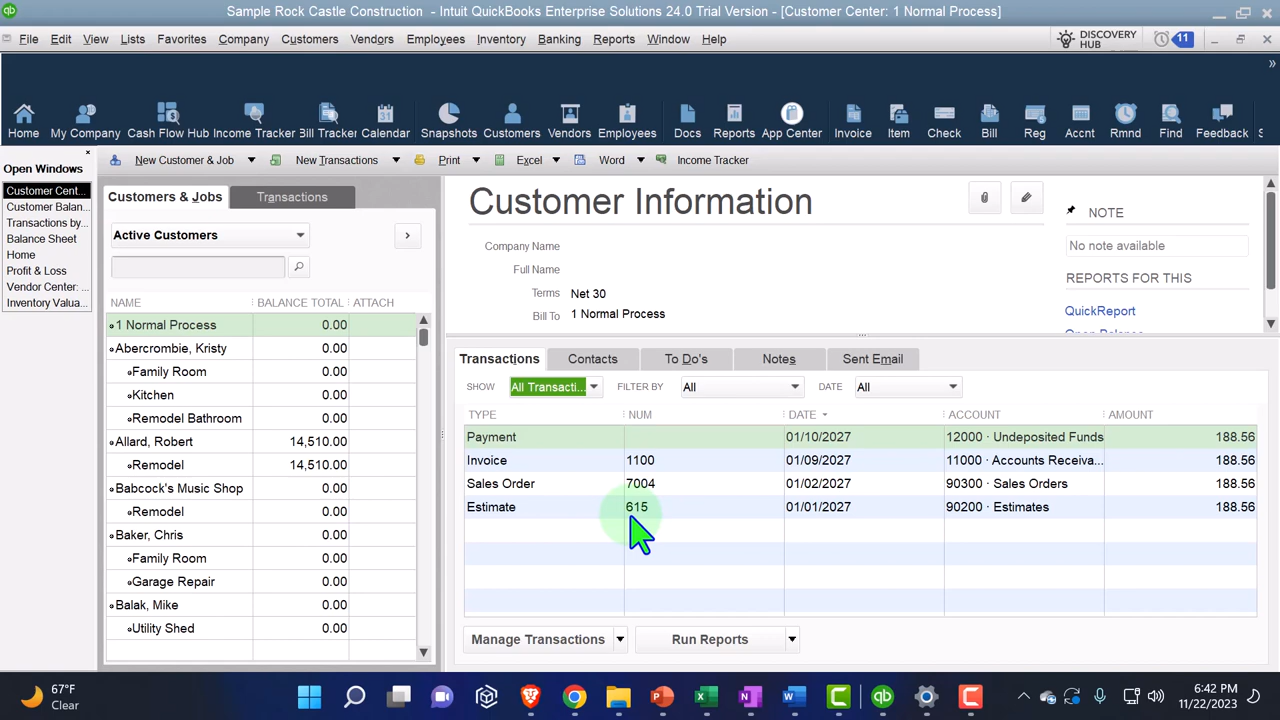 Sample Rock Castle Construction - Intuit QuickBooks Enterprise Solutions 24.0 Trial Version - [Customer Center: 1 Normal Process]
File Edit View Lists Favorites Company Customers Vendors Employees Inventory Banking Reports Window Help
DISCOVERY HUB
11
Home My Company Cash Flow Hub Income Tracker Bill Tracker Calendar Snapshots Customers Vendors Employees Docs Reports App Center Invoice Item Check Bill Reg Accnt Rmnd Find Feedback
New Customer & Job New Transactions Print Excel Word Income Tracker
Open Windows
Customer Cent...
Customer Balan...
Transactions by...
Balance Sheet
Home
Profit & Loss
Vendor Center: ...
Inventory Valua...
Customers & Jobs Transactions
Active Customers
NAME BALANCE TOTAL ATTACH
1 Normal Process 0.00
Abercrombie, Kristy 0.00
Family Room 0.00
Kitchen 0.00
Remodel Bathroom 0.00
Allard, Robert 14,510.00
Remodel 14,510.00
Babcock's Music Shop 0.00
Remodel 0.00
Baker, Chris 0.00
Family Room 0.00
Garage Repair 0.00
Balak, Mike 0.00
Utility Shed 0.00
Customer Information
Company Name
Full Name
Terms Net 30
Bill To 1 Normal Process
NOTE
No note available
REPORTS FOR THIS
QuickReport
Open Balance
Transactions Contacts To Do's Notes Sent Email
SHOW All Transacti... FILTER BY All DATE All
TYPE NUM DATE ACCOUNT AMOUNT
Payment 01/10/2027 12000 · Undeposited Funds 188.56
Invoice 1100 01/09/2027 11000 · Accounts Receiva... 188.56
Sales Order 7004 01/02/2027 90300 · Sales Orders 188.56
Estimate 615 01/01/2027 90200 · Estimates 188.56
Manage Transactions Run Reports
67°F
Clear
6:42 PM
11/22/2023